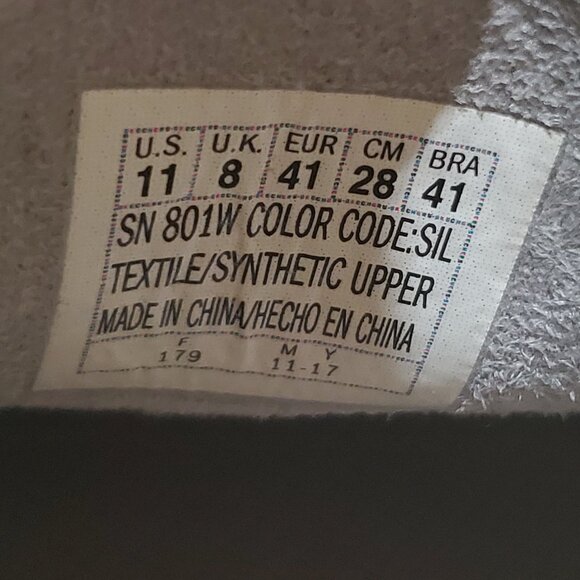 U.S. U.K. EUR CM BRA
11 8 41 28 41
SN 801W COLOR CODE:SIL
TEXTILE/SYNTHETIC UPPER
MADE IN CHINA/HECHO EN CHINA
F M Y
179 11-17